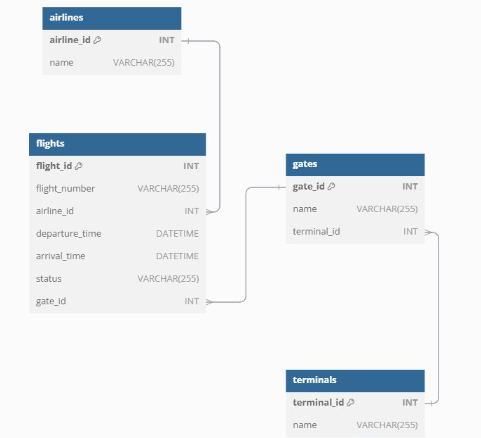 airlines
airline_id INT
name VARCHAR(255)
flights
flight_id INT
flight_number VARCHAR(255)
airline_id INT
departure_time DATETIME
arrival_time DATETIME
status VARCHAR(255)
gate_id INT
gates
gate_id INT
name VARCHAR(255)
terminal_id INT
terminals
terminal_id INT
name VARCHAR(255)